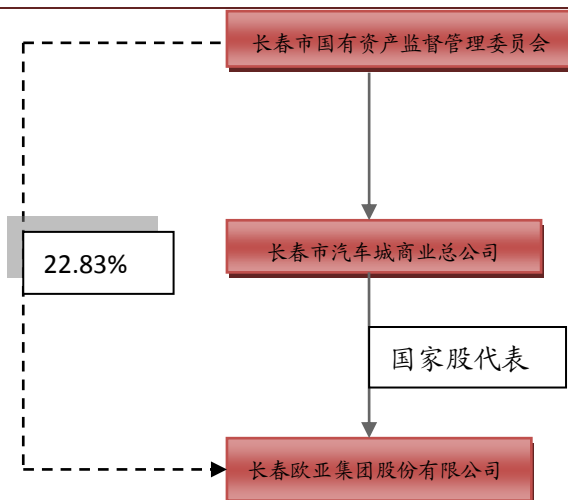 长春市国有资产监督管理委员会
长春市汽车城商业总公司
22.83%
国家股代表
长春欧亚集团股份有限公司